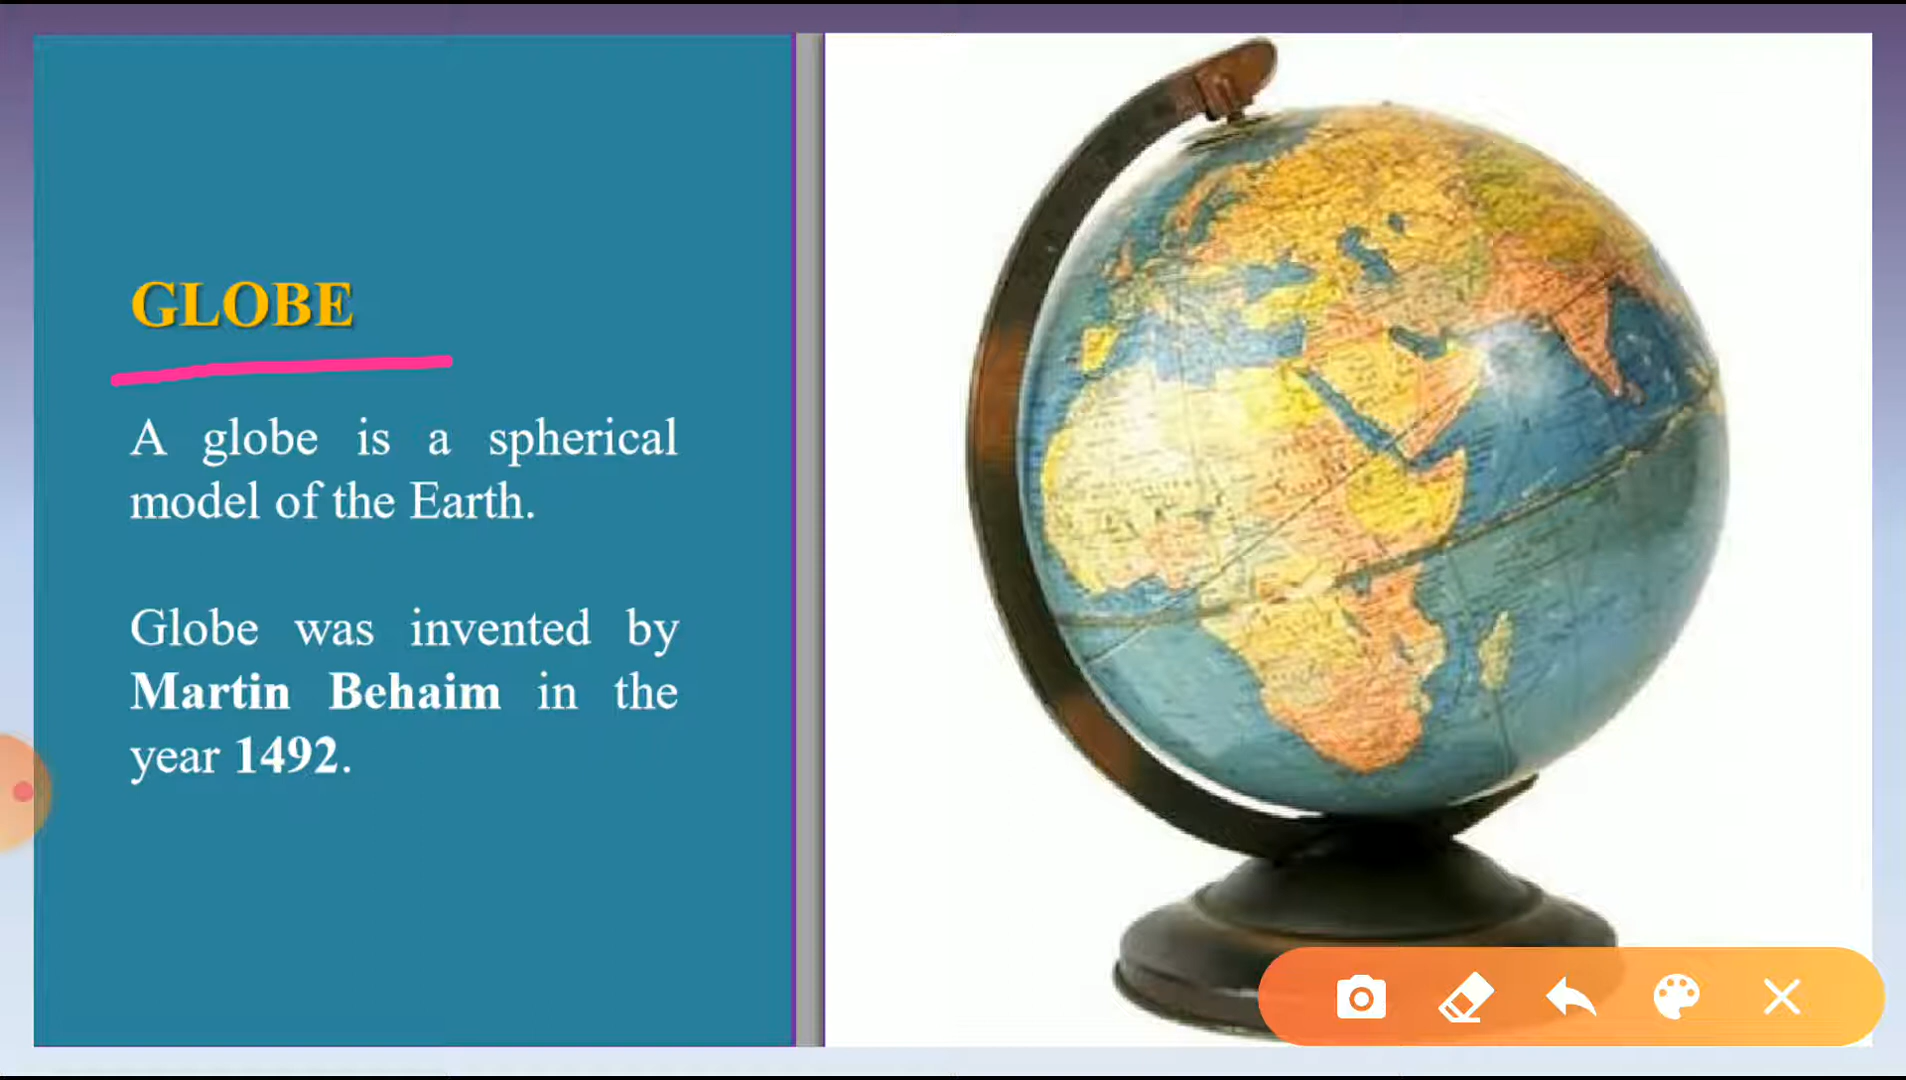 GLOBE
A globe is a spherical
model of the Earth.
Globe was invented by
Martin Behaim in the
year 1492.